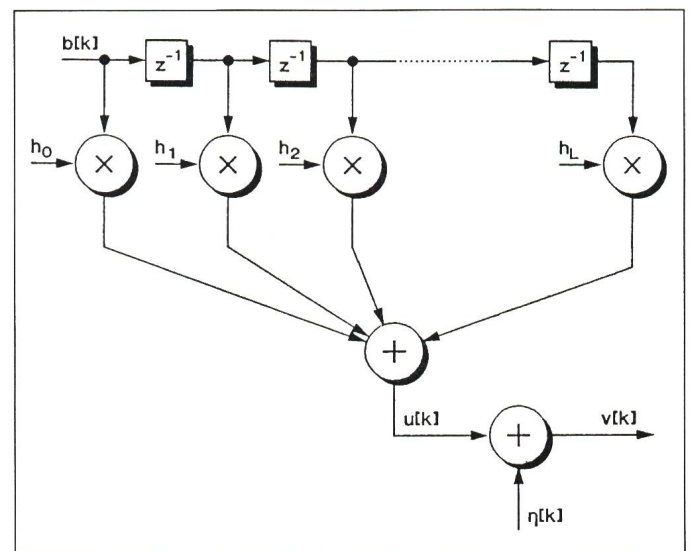 b[k]
z⁻¹
z⁻¹
z⁻¹
h₀
×
h₁
×
h₂
×
h_L
×
+
u[k]
+
v[k]
η[k]